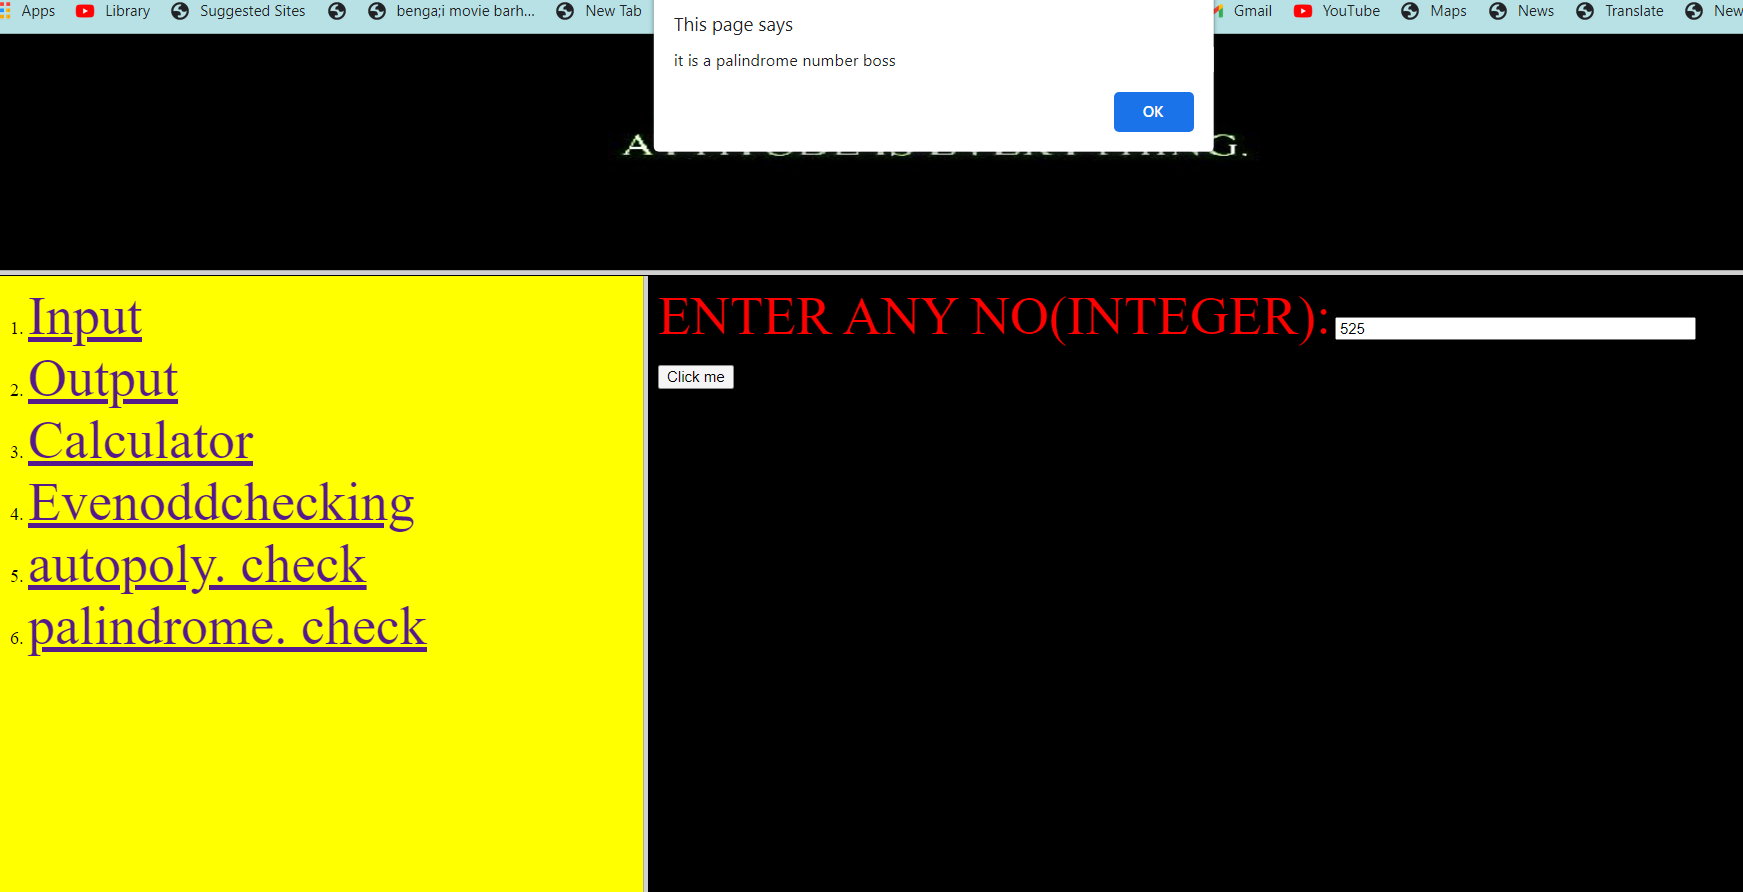 Apps Library Suggested Sites benga;i movie barh... New Tab Gmail YouTube Maps News Translate New
This page says
it is a palindrome number boss
OK
1. Input
2. Output
3. Calculator
4. Evenoddchecking
5. autopoly. check
6. palindrome. check
ENTER ANY NO(INTEGER): 525
Click me